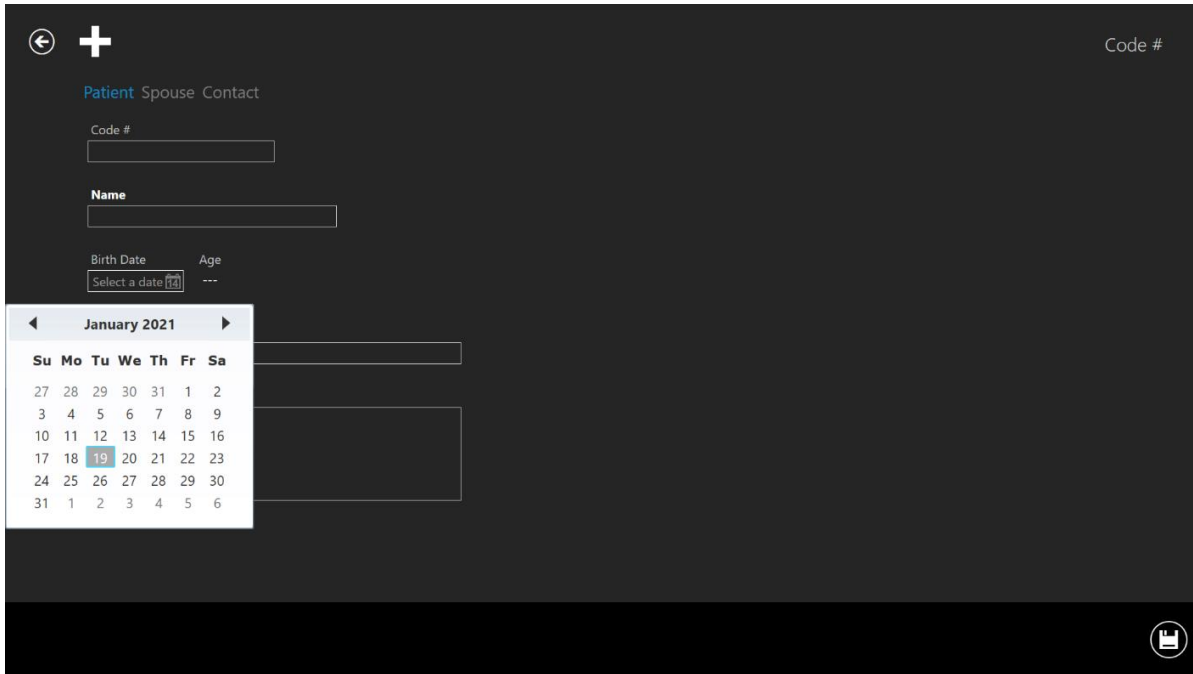 Code #
Patient Spouse Contact
Code #
Name
Birth Date Age
Select a date 14 ---
January 2021
Su Mo Tu We Th Fr Sa
27 28 29 30 31 1 2
3 4 5 6 7 8 9
10 11 12 13 14 15 16
17 18 19 20 21 22 23
24 25 26 27 28 29 30
31 1 2 3 4 5 6